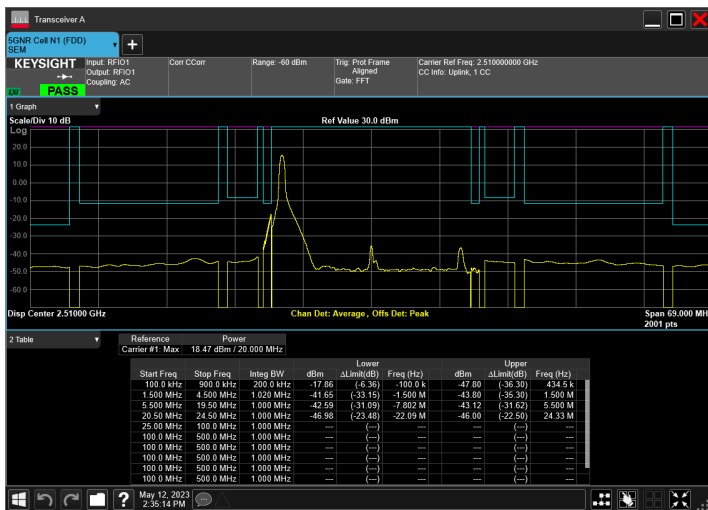 Transceiver A
5GNR Cell N1 (FDD)
SEM
KEYSIGHT
PASS
Input: RFIO1
Output: RFIO1
Coupling: AC
Corr CCorr
Range: -60 dBm
Trig: Prot Frame
Aligned
Gate: FFT
Carrier Ref Freq: 2.510000000 GHz
CC Info: Uplink, 1 CC
1 Graph
Scale/Div 10 dB
Ref Value 30.0 dBm
Log
20.0
10.0
0.00
-10.0
-20.0
-30.0
-40.0
-50.0
-60.0
Disp Center 2.51000 GHz
Chan Det: Average, Offs Det: Peak
Span 69.000 MH
2001 pts
2 Table
Reference Power
Carrier #1: Max 18.47 dBm / 20.000 MHz
Lower Upper
Start Freq Stop Freq Integ BW dBm ΔLimit(dB) Freq (Hz) dBm ΔLimit(dB) Freq (Hz)
100.0 kHz 900.0 kHz 200.0 kHz -17.86 (-6.36) -100.0 k -47.80 (-36.30) 434.5 k
1.500 MHz 4.500 MHz 1.020 MHz -41.65 (-33.15) -1.500 M -43.80 (-35.30) 1.500 M
5.500 MHz 19.50 MHz 1.000 MHz -42.59 (-31.09) -7.802 M -43.12 (-31.62) 5.500 M
20.50 MHz 24.50 MHz 1.000 MHz -46.98 (-23.48) -22.09 M -46.00 (-22.50) 24.33 M
25.00 MHz 100.0 MHz 1.000 MHz --- (---) --- --- (---) ---
100.0 MHz 500.0 MHz 1.000 MHz --- (---) --- --- (---) ---
100.0 MHz 500.0 MHz 1.000 MHz --- (---) --- --- (---) ---
100.0 MHz 500.0 MHz 1.000 MHz --- (---) --- --- (---) ---
100.0 MHz 500.0 MHz 1.000 MHz --- (---) --- --- (---) ---
100.0 MHz 500.0 MHz 1.000 MHz --- (---) --- --- (---) ---
May 12, 2023
2:35:14 PM